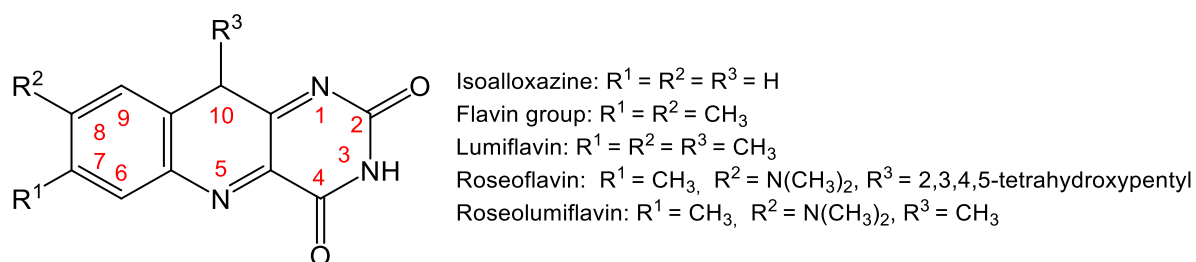 R³
R²
N
O
10
1
9
8
2
7
3
NH
6
5
4
R¹
N
O
Isoalloxazine: R¹ = R² = R³ = H
Flavin group: R¹ = R² = CH₃
Lumiflavin: R¹ = R² = R³ = CH₃
Roseoflavin: R¹ = CH₃, R² = N(CH₃)₂, R³ = 2,3,4,5-tetrahydroxypentyl
Roseolumiflavin: R¹ = CH₃, R² = N(CH₃)₂, R³ = CH₃